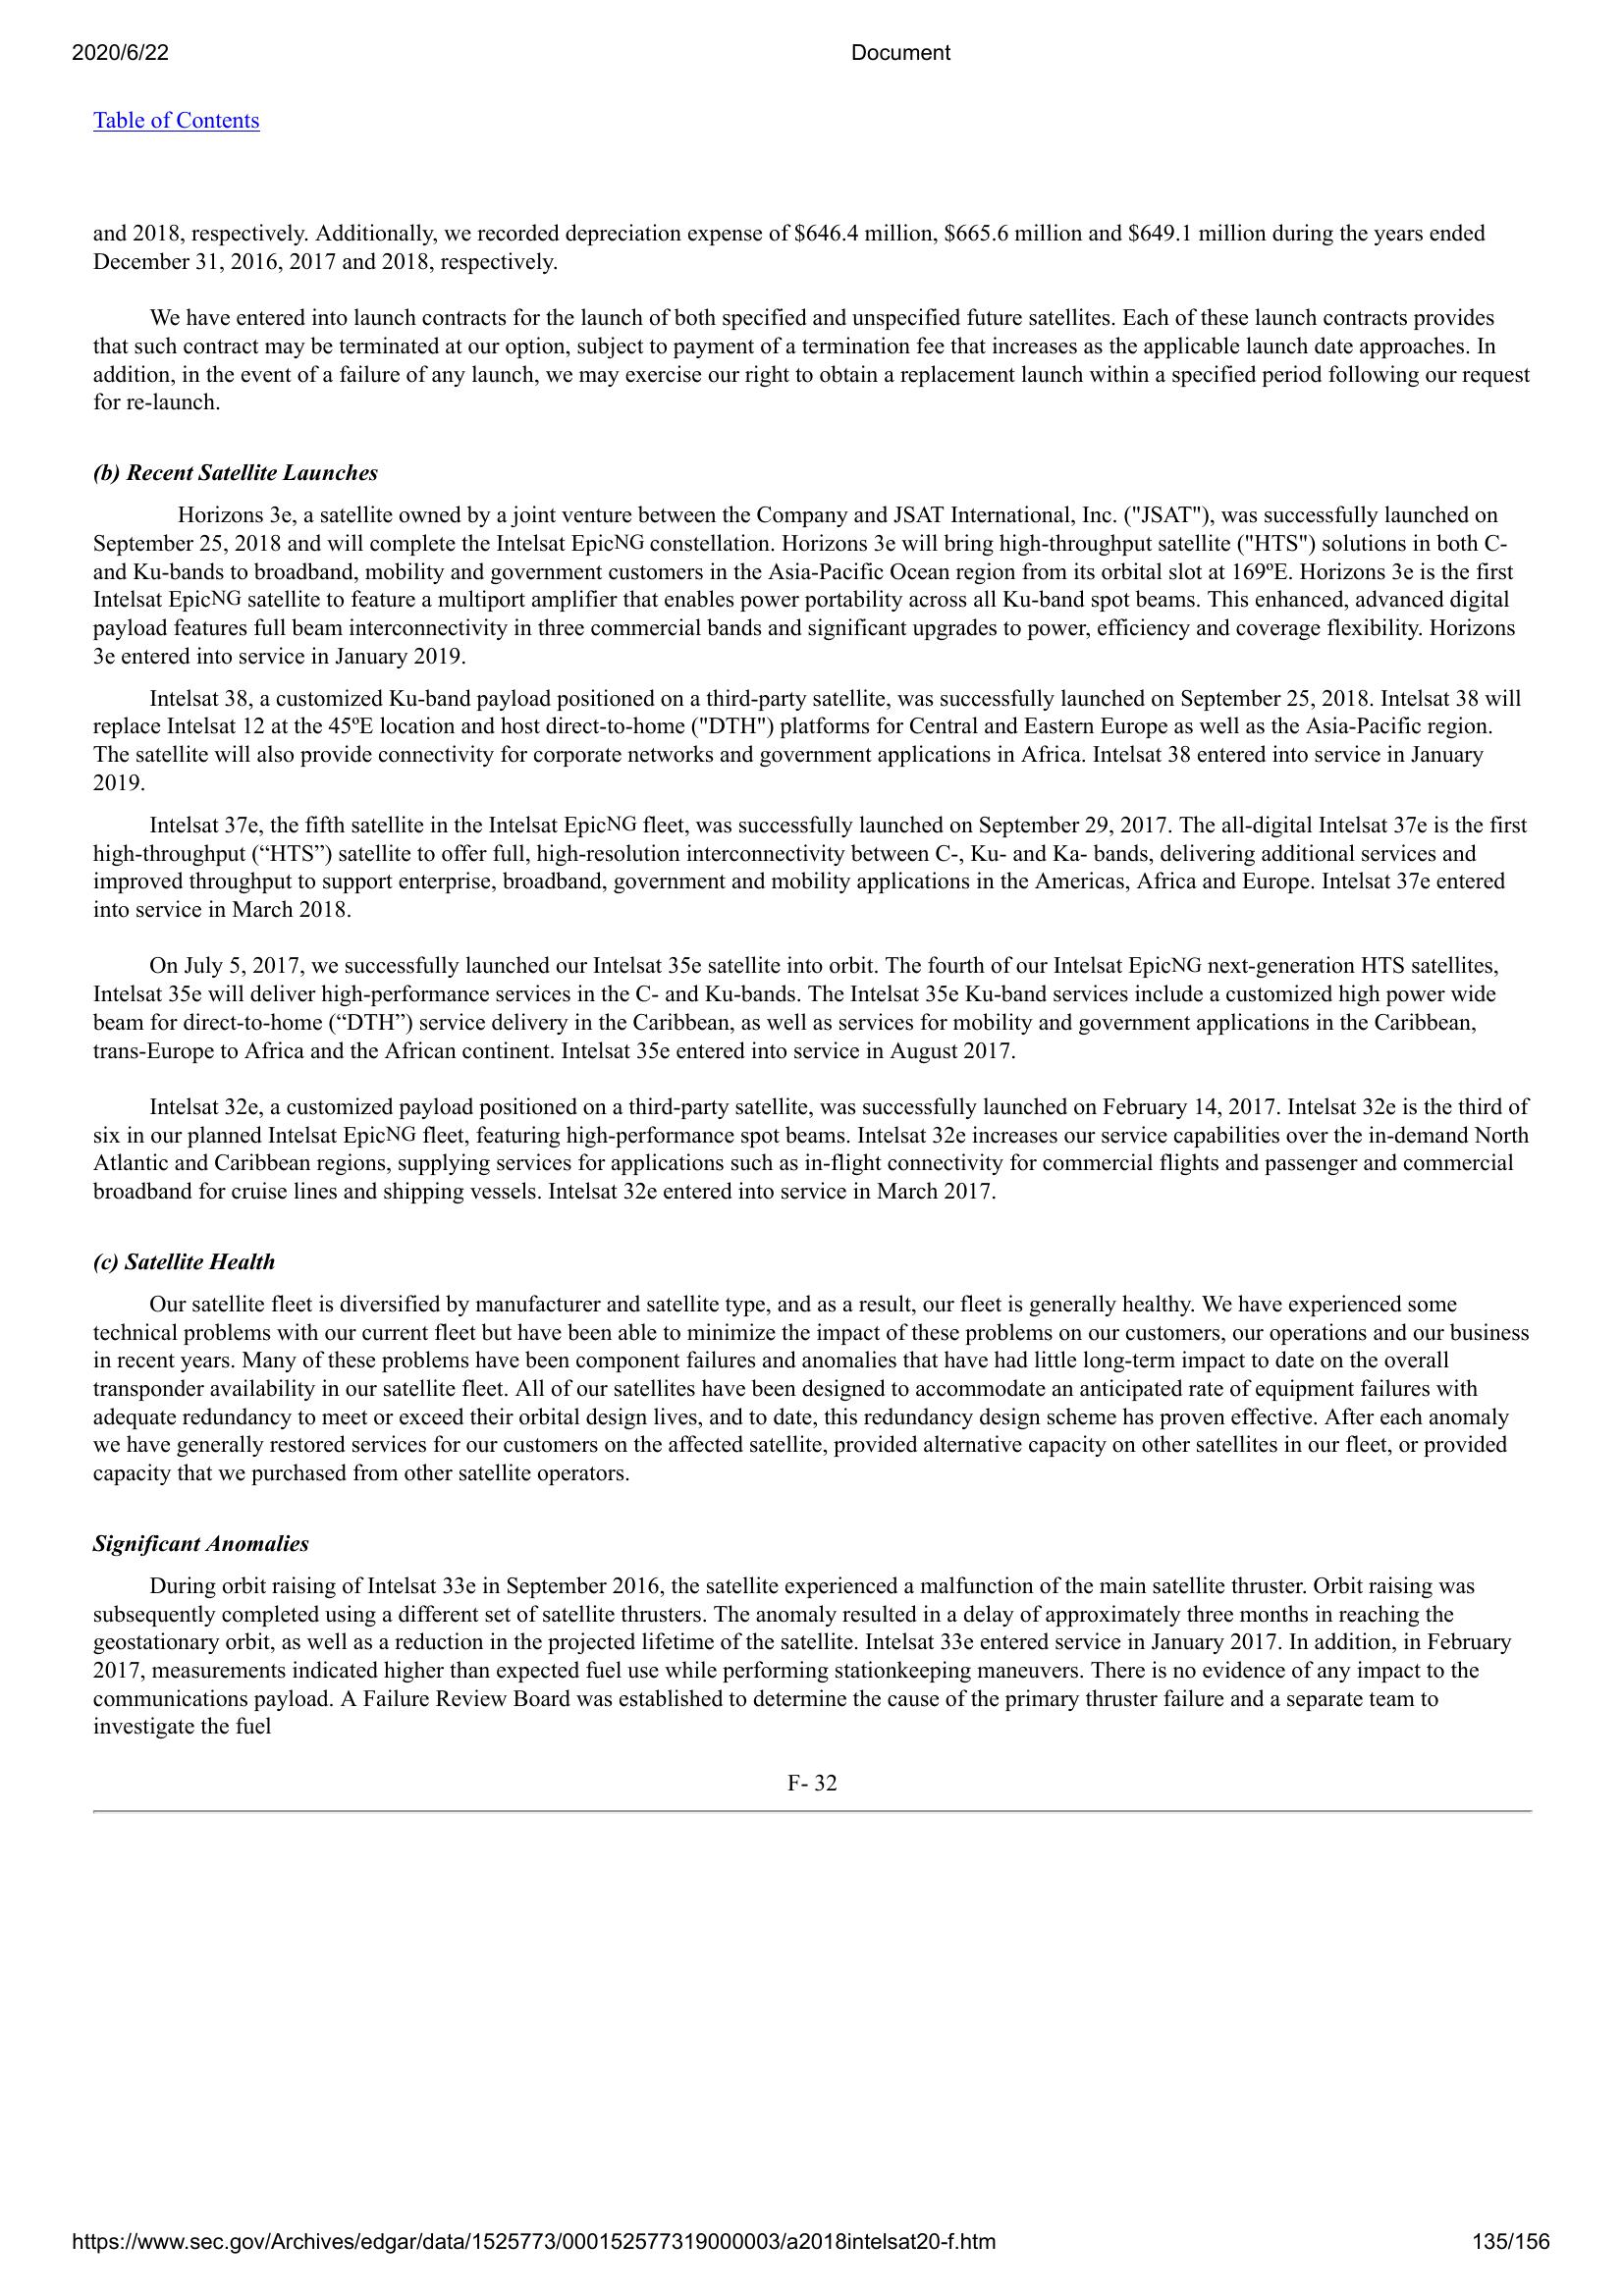 2020/6/22 Document
Table of Contents
and 2018, respectively. Additionally, we recorded depreciation expense of $646.4 million, $665.6 million and $649.1 million during the years ended
December 31, 2016, 2017 and 2018, respectively.
We have entered into launch contracts for the launch of both specified and unspecified future satellites. Each of these launch contracts provides
that such contract may be terminated at our option, subject to payment of a termination fee that increases as the applicable launch date approaches. In
addition, in the event of a failure of any launch, we may exercise our right to obtain a replacement launch within a specified period following our request
for re-launch.
(b) Recent Satellite Launches
Horizons 3e, a satellite owned by a joint venture between the Company and JSAT International, Inc. ("JSAT"), was successfully launched on
September 25, 2018 and will complete the Intelsat EpicNG constellation. Horizons 3e will bring high-throughput satellite ("HTS") solutions in both C-
and Ku-bands to broadband, mobility and government customers in the Asia-Pacific Ocean region from its orbital slot at 169ºE. Horizons 3e is the first
Intelsat EpicNG satellite to feature a multiport amplifier that enables power portability across all Ku-band spot beams. This enhanced, advanced digital
payload features full beam interconnectivity in three commercial bands and significant upgrades to power, efficiency and coverage flexibility. Horizons
3e entered into service in January 2019.
Intelsat 38, a customized Ku-band payload positioned on a third-party satellite, was successfully launched on September 25, 2018. Intelsat 38 will
replace Intelsat 12 at the 45ºE location and host direct-to-home ("DTH") platforms for Central and Eastern Europe as well as the Asia-Pacific region.
The satellite will also provide connectivity for corporate networks and government applications in Africa. Intelsat 38 entered into service in January
2019.
Intelsat 37e, the fifth satellite in the Intelsat EpicNG fleet, was successfully launched on September 29, 2017. The all-digital Intelsat 37e is the first
high-throughput (“HTS”) satellite to offer full, high-resolution interconnectivity between C-, Ku- and Ka- bands, delivering additional services and
improved throughput to support enterprise, broadband, government and mobility applications in the Americas, Africa and Europe. Intelsat 37e entered
into service in March 2018.
On July 5, 2017, we successfully launched our Intelsat 35e satellite into orbit. The fourth of our Intelsat EpicNG next-generation HTS satellites,
Intelsat 35e will deliver high-performance services in the C- and Ku-bands. The Intelsat 35e Ku-band services include a customized high power wide
beam for direct-to-home (“DTH”) service delivery in the Caribbean, as well as services for mobility and government applications in the Caribbean,
trans-Europe to Africa and the African continent. Intelsat 35e entered into service in August 2017.
Intelsat 32e, a customized payload positioned on a third-party satellite, was successfully launched on February 14, 2017. Intelsat 32e is the third of
six in our planned Intelsat EpicNG fleet, featuring high-performance spot beams. Intelsat 32e increases our service capabilities over the in-demand North
Atlantic and Caribbean regions, supplying services for applications such as in-flight connectivity for commercial flights and passenger and commercial
broadband for cruise lines and shipping vessels. Intelsat 32e entered into service in March 2017.
(c) Satellite Health
Our satellite fleet is diversified by manufacturer and satellite type, and as a result, our fleet is generally healthy. We have experienced some
technical problems with our current fleet but have been able to minimize the impact of these problems on our customers, our operations and our business
in recent years. Many of these problems have been component failures and anomalies that have had little long-term impact to date on the overall
transponder availability in our satellite fleet. All of our satellites have been designed to accommodate an anticipated rate of equipment failures with
adequate redundancy to meet or exceed their orbital design lives, and to date, this redundancy design scheme has proven effective. After each anomaly
we have generally restored services for our customers on the affected satellite, provided alternative capacity on other satellites in our fleet, or provided
capacity that we purchased from other satellite operators.
Significant Anomalies
During orbit raising of Intelsat 33e in September 2016, the satellite experienced a malfunction of the main satellite thruster. Orbit raising was
subsequently completed using a different set of satellite thrusters. The anomaly resulted in a delay of approximately three months in reaching the
geostationary orbit, as well as a reduction in the projected lifetime of the satellite. Intelsat 33e entered service in January 2017. In addition, in February
2017, measurements indicated higher than expected fuel use while performing stationkeeping maneuvers. There is no evidence of any impact to the
communications payload. A Failure Review Board was established to determine the cause of the primary thruster failure and a separate team to
investigate the fuel
F- 32
https://www.sec.gov/Archives/edgar/data/1525773/000152577319000003/a2018intelsat20-f.htm 135/156